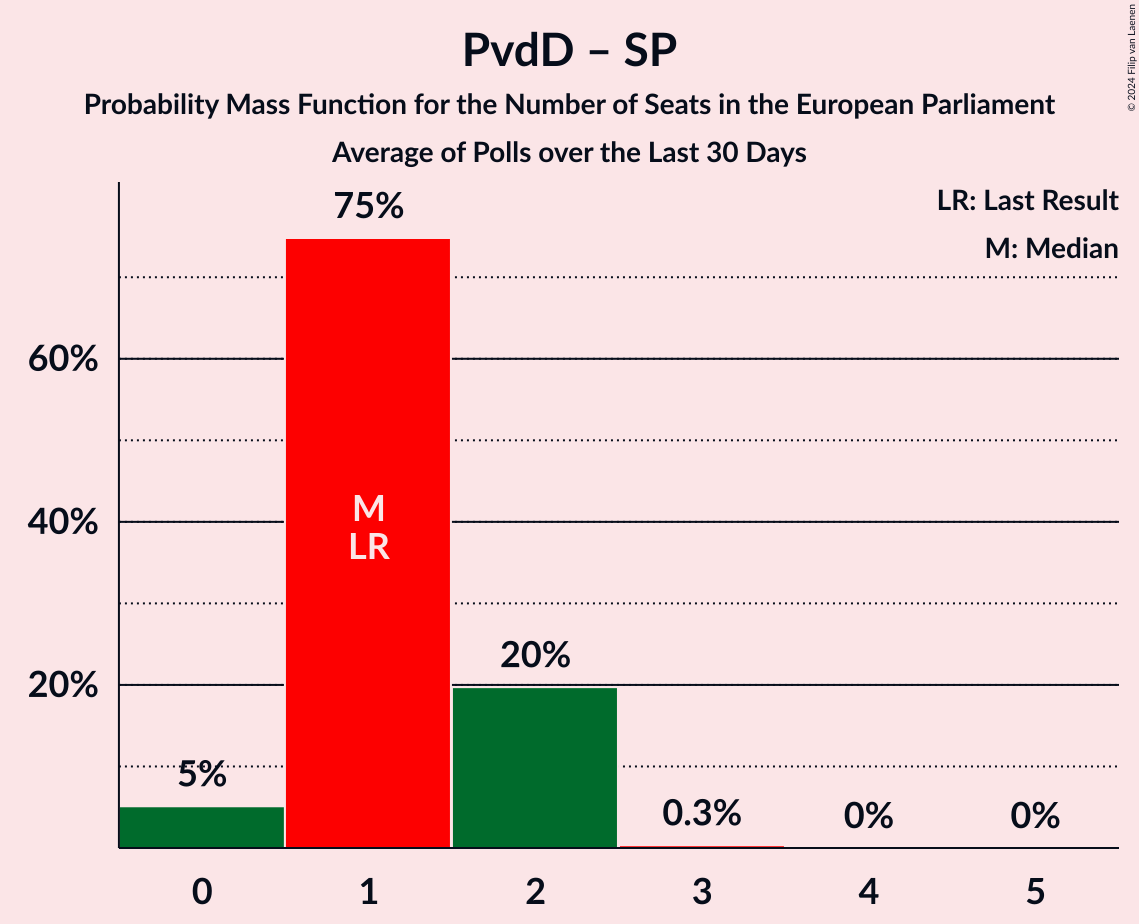 PvdD – SP
Probability Mass Function for the Number of Seats in the European Parliament
Average of Polls over the Last 30 Days
© 2024 Filip van Laenen
LR: Last Result
M: Median
75%
60%
M
40%
LR
20%
20%
5%
0.3%
0%
0%
0
1
2
3
4
5